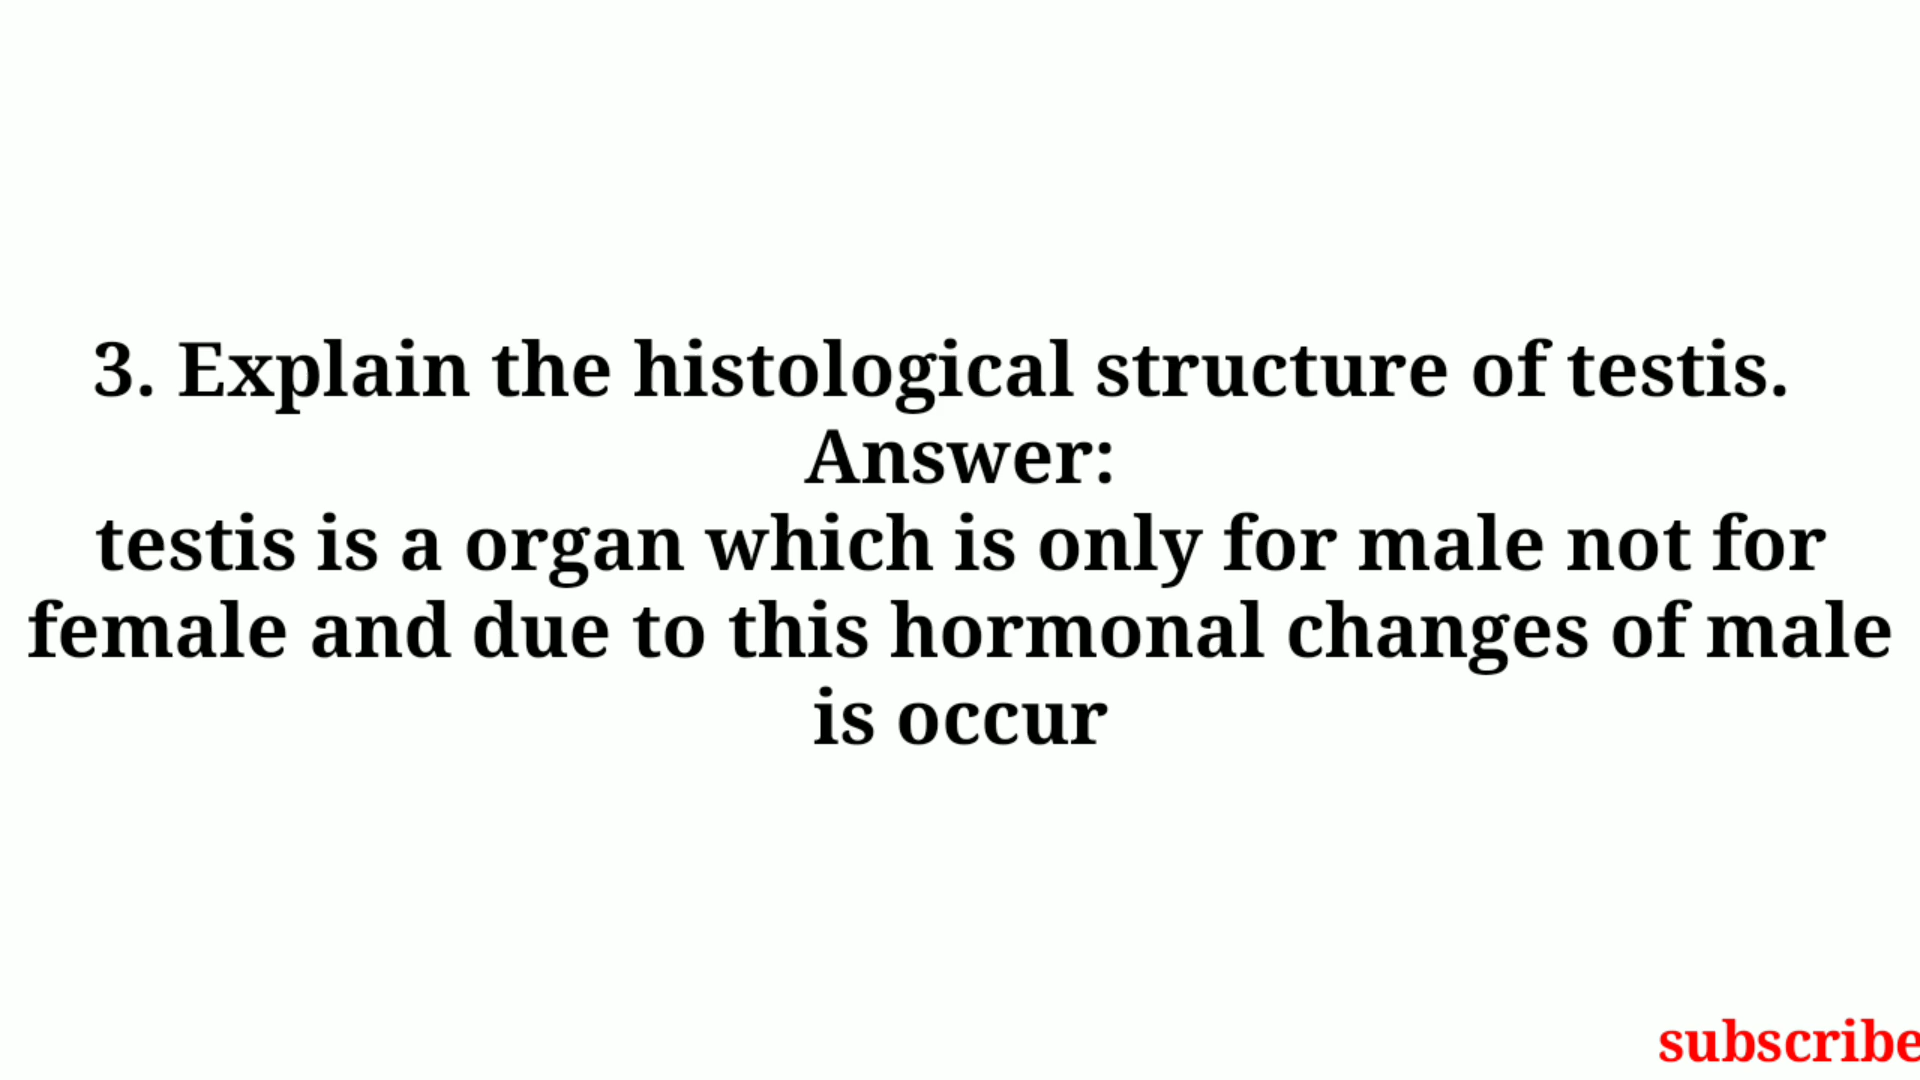 3. Explain the histological structure of testis.
Answer:
testis is a organ which is only for male not for
female and due to this hormonal changes of male
is occur
subscribe